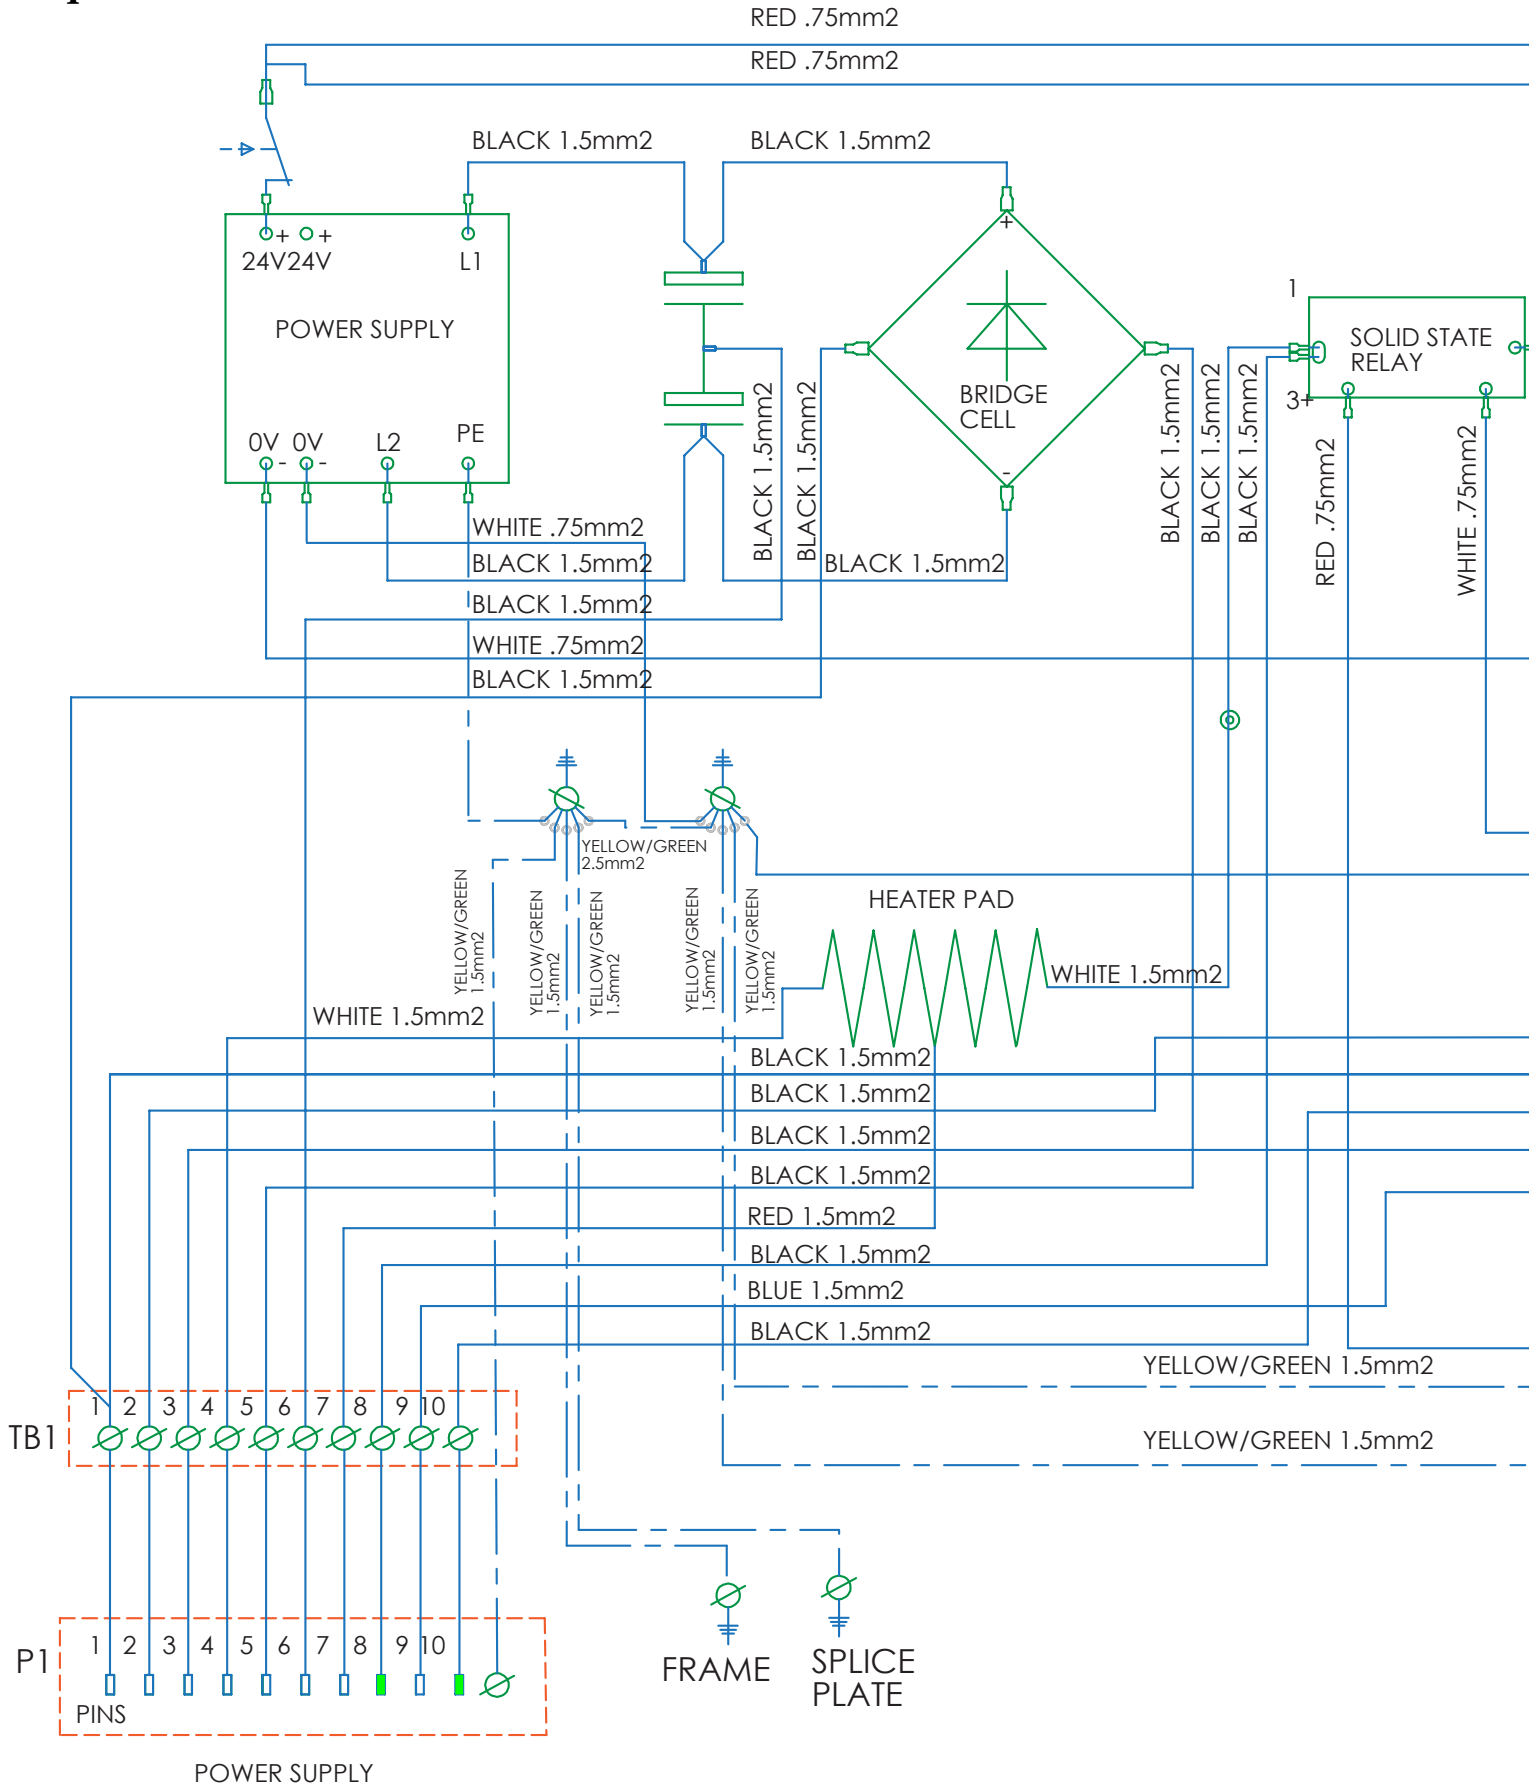 RED .75mm2
RED .75mm2
BLACK 1.5mm2
BLACK 1.5mm2
+ +
24V 24V
L1
+
POWER SUPPLY
1
SOLID STATE
RELAY
3+
BRIDGE
CELL
-
0V 0V
- -
L2
PE
BLACK 1.5mm2
BLACK 1.5mm2
BLACK 1.5mm2
BLACK 1.5mm2
BLACK 1.5mm2
RED .75mm2
WHITE .75mm2
WHITE .75mm2
BLACK 1.5mm2
BLACK 1.5mm2
BLACK 1.5mm2
WHITE .75mm2
BLACK 1.5mm2
YELLOW/GREEN
2.5mm2
YELLOW/GREEN
1.5mm2
YELLOW/GREEN
1.5mm2
YELLOW/GREEN
1.5mm2
YELLOW/GREEN
1.5mm2
YELLOW/GREEN
1.5mm2
HEATER PAD
WHITE 1.5mm2
WHITE 1.5mm2
BLACK 1.5mm2
BLACK 1.5mm2
BLACK 1.5mm2
BLACK 1.5mm2
RED 1.5mm2
BLACK 1.5mm2
BLUE 1.5mm2
BLACK 1.5mm2
YELLOW/GREEN 1.5mm2
TB1
1 2 3 4 5 6 7 8 9 10
YELLOW/GREEN 1.5mm2
P1
1 2 3 4 5 6 7 8 9 10
PINS
FRAME
SPLICE
PLATE
POWER SUPPLY